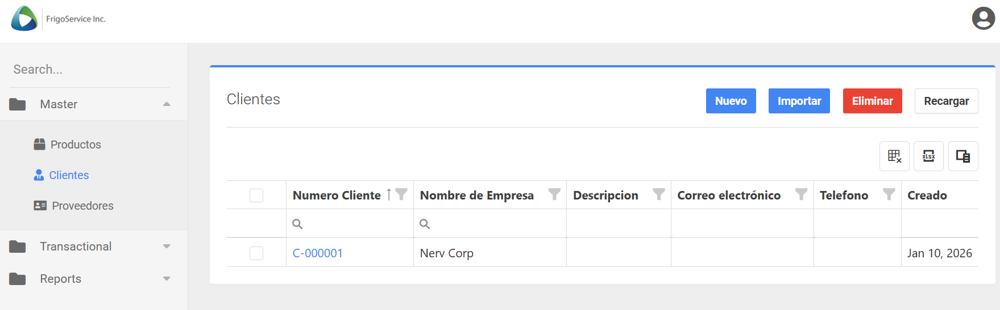 FrigoService Inc.
Search...
Master
Productos
Clientes
Proveedores
Transactional
Reports
Clientes
Nuevo Importar Eliminar Recargar
xlsx
Numero Cliente Nombre de Empresa Descripcion Correo electrónico Telefono Creado
C-000001 Nerv Corp Jan 10, 2026